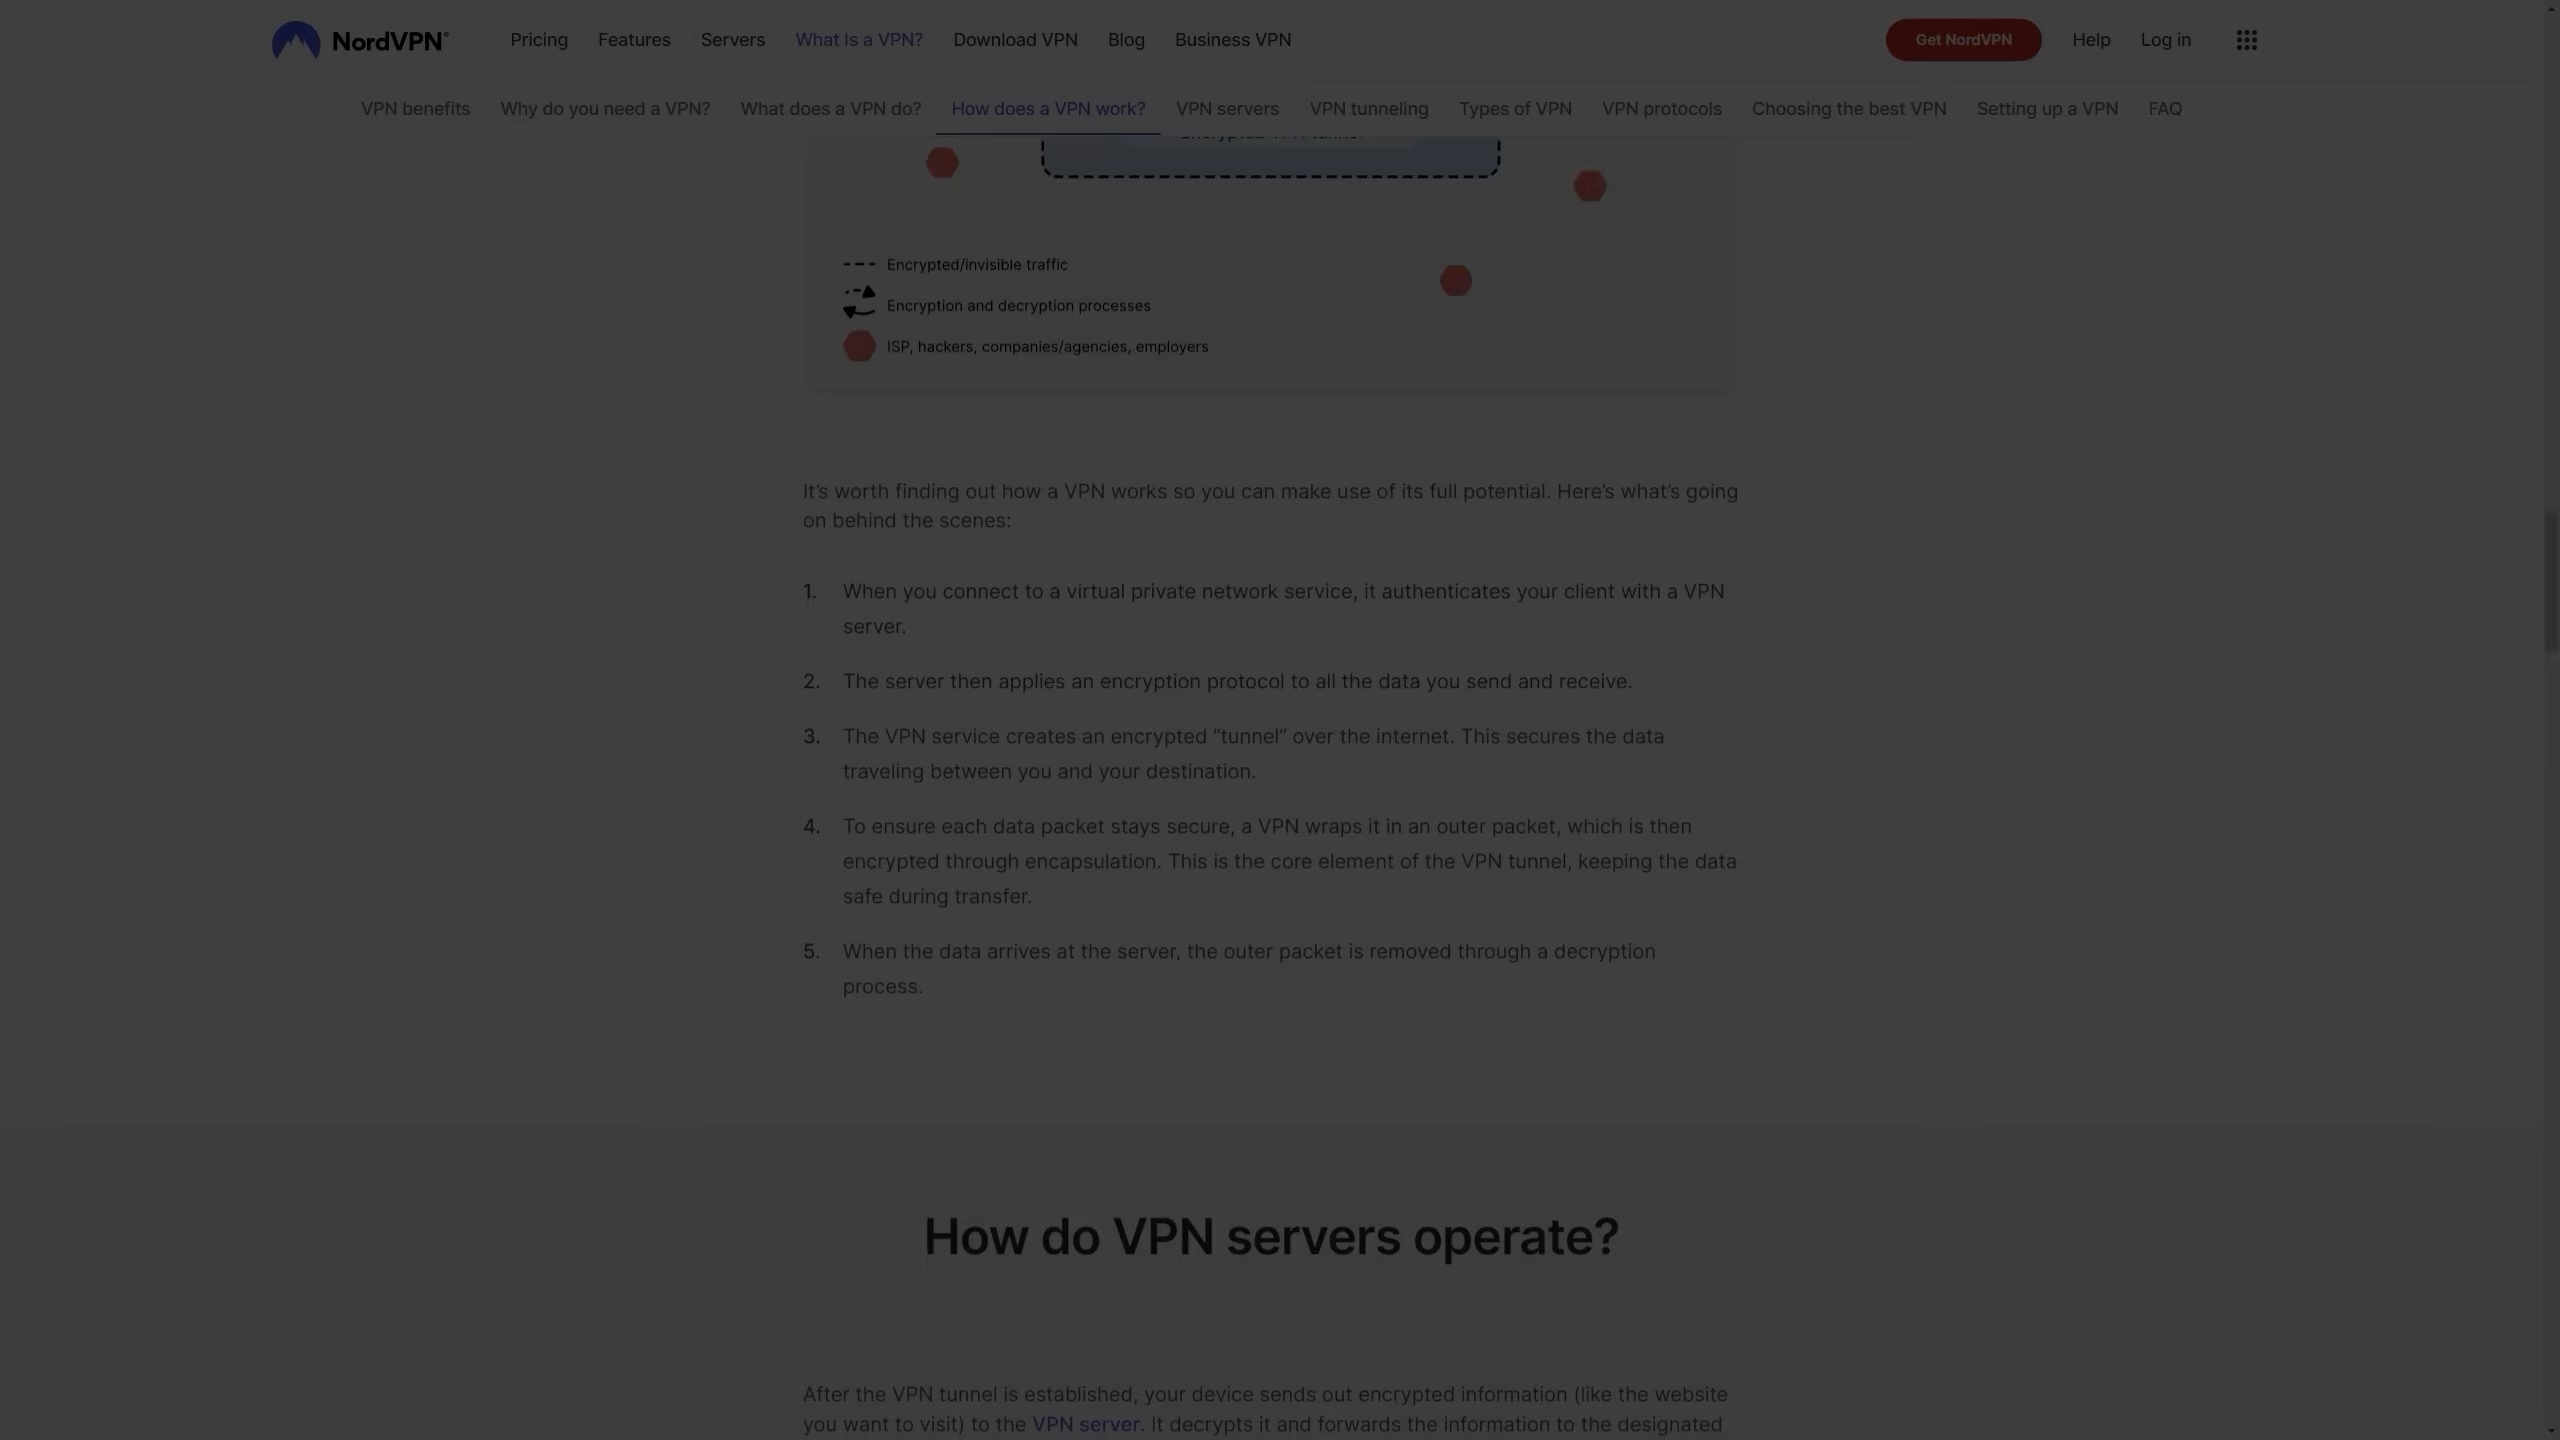 NordVPN®
Pricing
Features
Servers
What Is a VPN?
Download VPN
Blog
Business VPN
Get NordVPN
Help
Log in
VPN benefits
Why do you need a VPN?
What does a VPN do?
How does a VPN work?
VPN servers
VPN tunneling
Types of VPN
VPN protocols
Choosing the best VPN
Setting up a VPN
FAQ
Encrypted/invisible traffic
Encryption and decryption processes
ISP, hackers, companies/agencies, employers
It’s worth finding out how a VPN works so you can make use of its full potential. Here’s what’s going
on behind the scenes:
1. When you connect to a virtual private network service, it authenticates your client with a VPN
server.
2. The server then applies an encryption protocol to all the data you send and receive.
3. The VPN service creates an encrypted “tunnel” over the internet. This secures the data
traveling between you and your destination.
4. To ensure each data packet stays secure, a VPN wraps it in an outer packet, which is then
encrypted through encapsulation. This is the core element of the VPN tunnel, keeping the data
safe during transfer.
5. When the data arrives at the server, the outer packet is removed through a decryption
process.
How do VPN servers operate?
After the VPN tunnel is established, your device sends out encrypted information (like the website
you want to visit) to the VPN server. It decrypts it and forwards the information to the designated